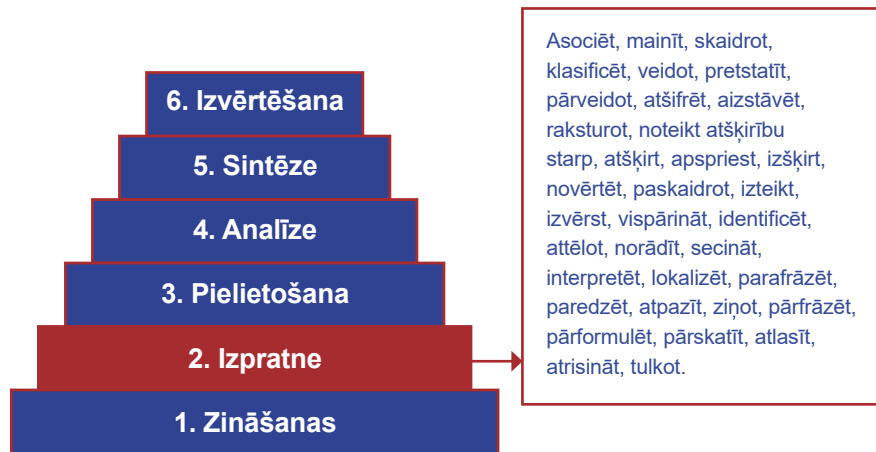 6. Izvērtēšana
5. Sintēze
4. Analīze
3. Pielietošana
2. Izpratne
1. Zināšanas
Asociēt, mainīt, skaidrot,
klasificēt, veidot, pretstatīt,
pārveidot, atšifrēt, aizstāvēt,
raksturot, noteikt atšķirību
starp, atšķirt, apspriest, izšķirt,
novērtēt, paskaidrot, izteikt,
izvērst, vispārināt, identificēt,
attēlot, norādīt, secināt,
interpretēt, lokalizēt, parafrāzēt,
paredzēt, atpazīt, ziņot, pārfrāzēt,
pārformulēt, pārskatīt, atlasīt,
atrisināt, tulkot.